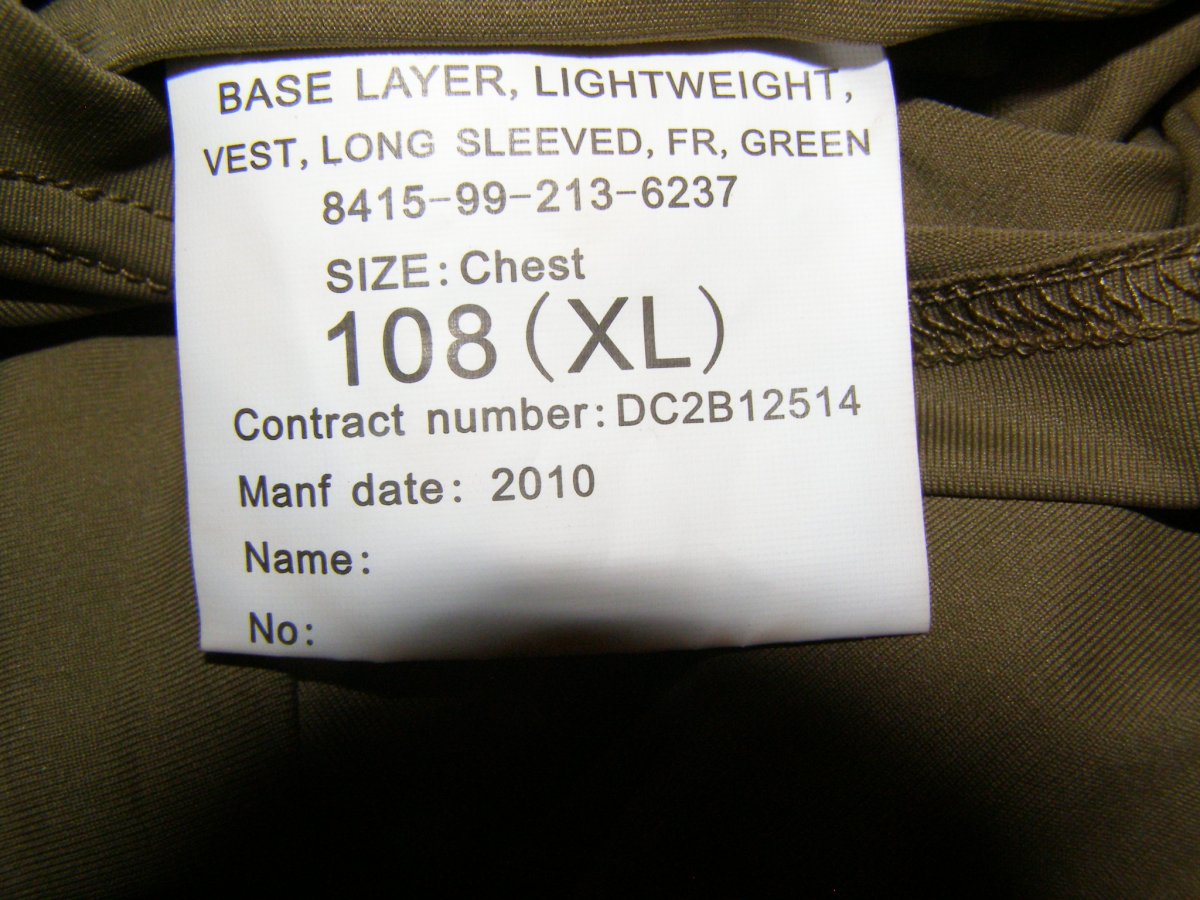 BASE LAYER, LIGHTWEIGHT,
VEST, LONG SLEEVED, FR, GREEN
8415-99-213-6237
SIZE: Chest
108 (XL)
Contract number: DC2B12514
Manf date: 2010
Name:
No: